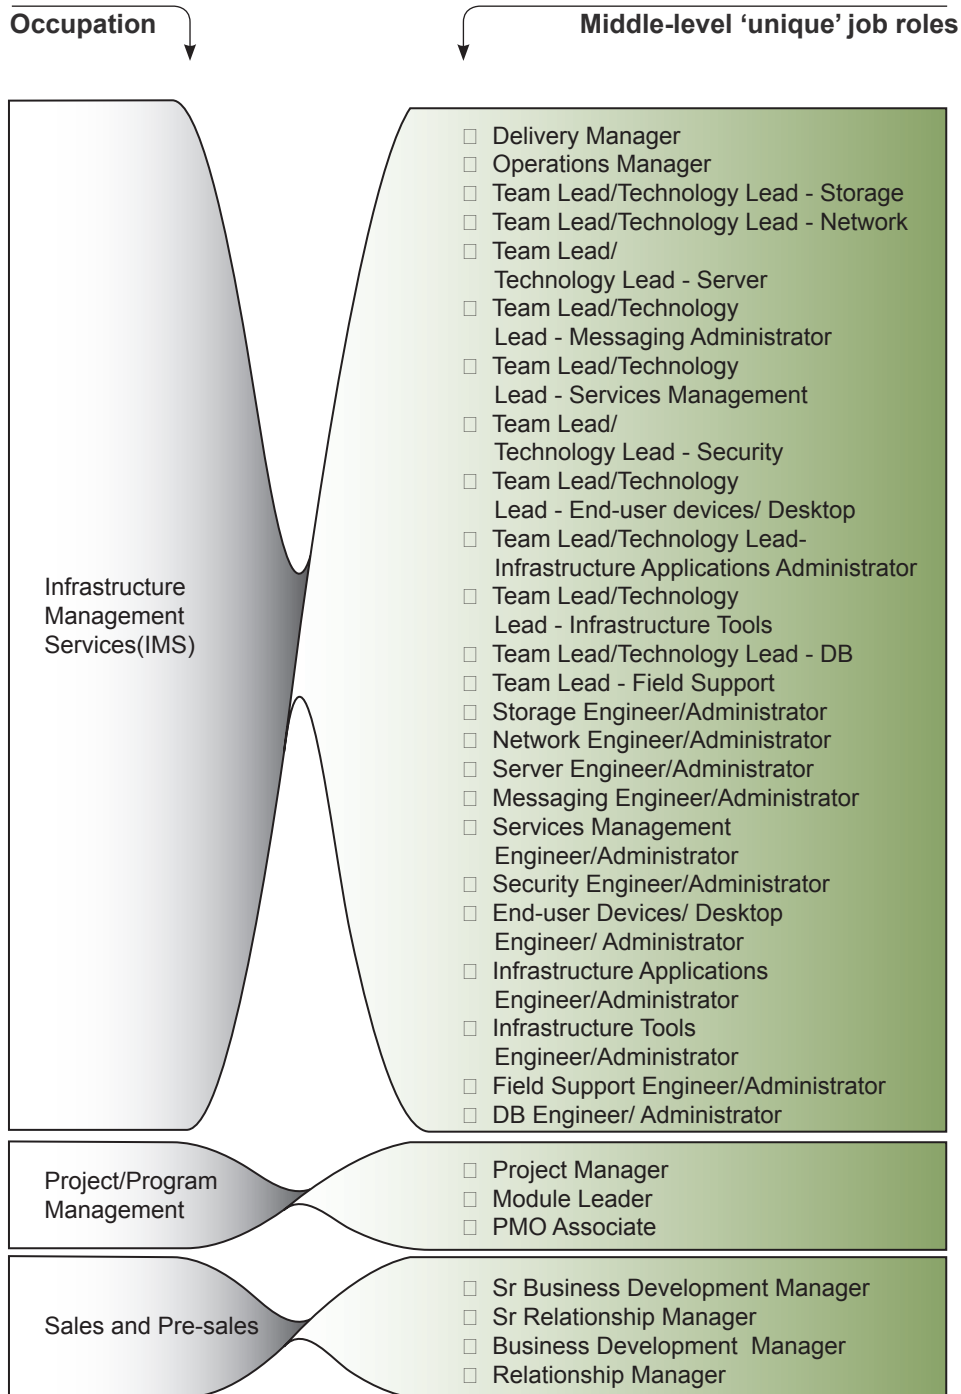 Occupation
Middle-level ‘unique’ job roles
Infrastructure
Management
Services(IMS)
□ Delivery Manager
□ Operations Manager
□ Team Lead/Technology Lead - Storage
□ Team Lead/Technology Lead - Network
□ Team Lead/
Technology Lead - Server
□ Team Lead/Technology
Lead - Messaging Administrator
□ Team Lead/Technology
Lead - Services Management
□ Team Lead/
Technology Lead - Security
□ Team Lead/Technology
Lead - End-user devices/ Desktop
□ Team Lead/Technology Lead-
Infrastructure Applications Administrator
□ Team Lead/Technology
Lead - Infrastructure Tools
□ Team Lead/Technology Lead - DB
□ Team Lead - Field Support
□ Storage Engineer/Administrator
□ Network Engineer/Administrator
□ Server Engineer/Administrator
□ Messaging Engineer/Administrator
□ Services Management
Engineer/Administrator
□ Security Engineer/Administrator
□ End-user Devices/ Desktop
Engineer/ Administrator
□ Infrastructure Applications
Engineer/Administrator
□ Infrastructure Tools
Engineer/Administrator
□ Field Support Engineer/Administrator
□ DB Engineer/ Administrator
Project/Program
Management
□ Project Manager
□ Module Leader
□ PMO Associate
Sales and Pre-sales
□ Sr Business Development Manager
□ Sr Relationship Manager
□ Business Development Manager
□ Relationship Manager